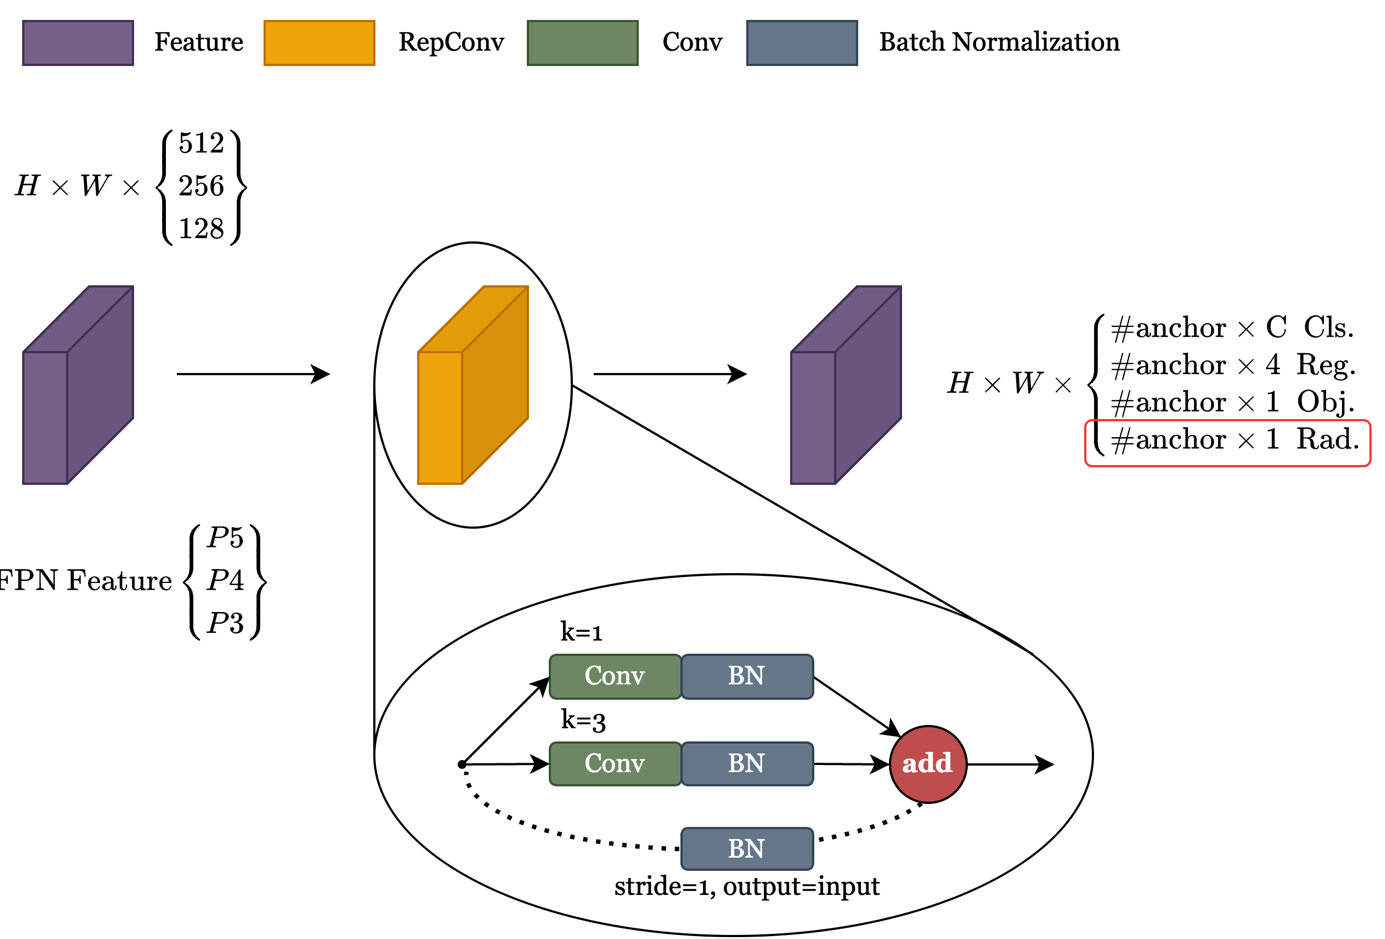 Feature RepConv Conv Batch Normalization
H × W × {512
256
128}
#anchor × C Cls.
#anchor × 4 Reg.
H × W ×
#anchor × 1 Obj.
#anchor × 1 Rad.
FPN Feature {P5
P4
P3}
k=1
Conv BN
k=3
Conv BN
add
BN
stride=1, output=input